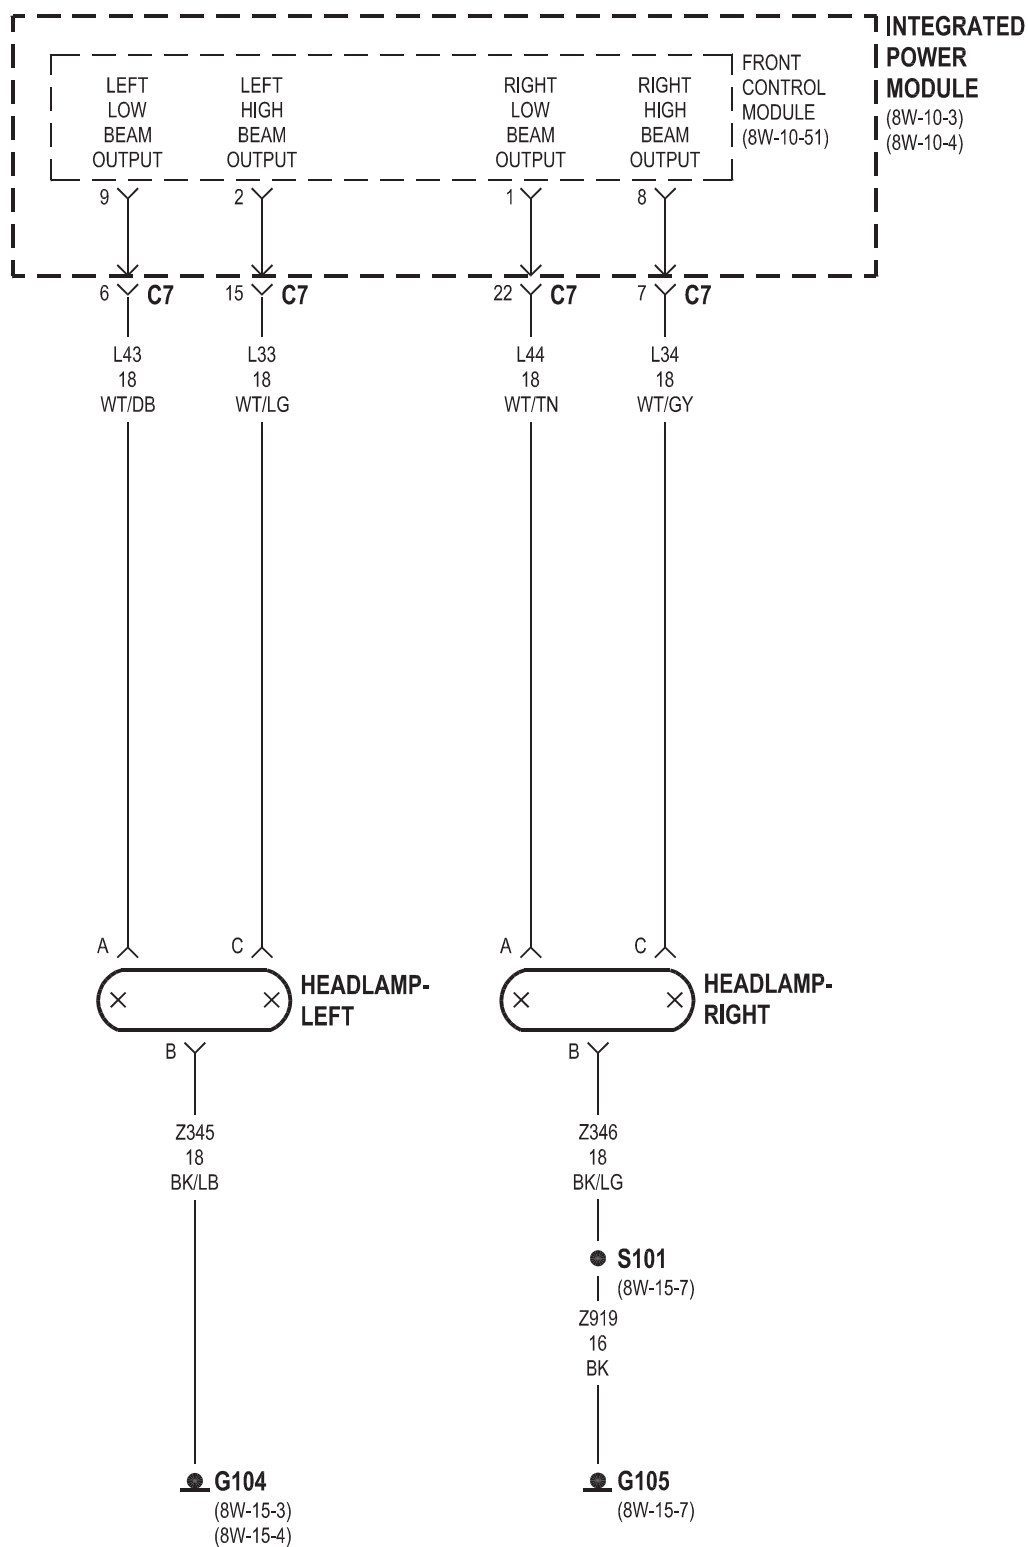 INTEGRATED
POWER
MODULE
(8W-10-3)
(8W-10-4)
FRONT
CONTROL
MODULE
(8W-10-51)
LEFT
LOW
BEAM
OUTPUT
LEFT
HIGH
BEAM
OUTPUT
RIGHT
LOW
BEAM
OUTPUT
RIGHT
HIGH
BEAM
OUTPUT
9
2
1
8
6 C7
15 C7
22 C7
7 C7
L43
18
WT/DB
L33
18
WT/LG
L44
18
WT/TN
L34
18
WT/GY
A
C
A
C
HEADLAMP-
LEFT
HEADLAMP-
RIGHT
B
B
Z345
18
BK/LB
Z346
18
BK/LG
S101
(8W-15-7)
Z919
16
BK
G104
(8W-15-3)
(8W-15-4)
G105
(8W-15-7)